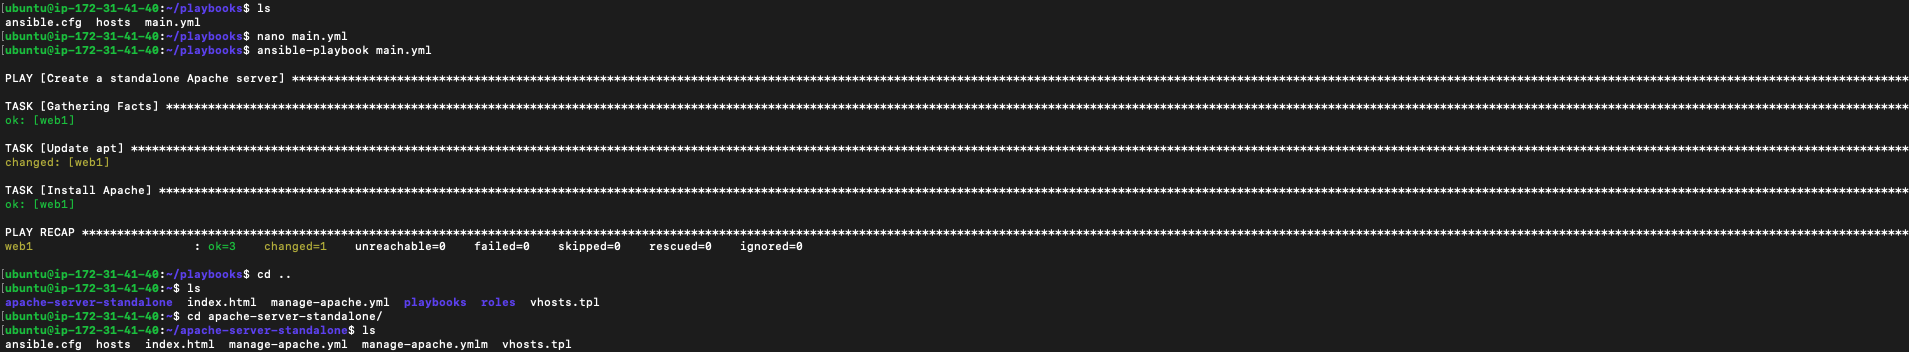 [ubuntu@ip-172-31-41-40:~/playbooks$ ls
ansible.cfg  hosts  main.yml
[ubuntu@ip-172-31-41-40:~/playbooks$ nano main.yml
[ubuntu@ip-172-31-41-40:~/playbooks$ ansible-playbook main.yml
PLAY [Create a standalone Apache server] ****************************************************************
TASK [Gathering Facts] ****************************************************************
ok: [web1]
TASK [Update apt] ****************************************************************
changed: [web1]
TASK [Install Apache] ****************************************************************
ok: [web1]
PLAY RECAP ****************************************************************
web1                           : ok=3    changed=1    unreachable=0    failed=0    skipped=0    rescued=0    ignored=0
[ubuntu@ip-172-31-41-40:~/playbooks$ cd ..
[ubuntu@ip-172-31-41-40:~$ ls
apache-server-standalone  index.html  manage-apache.yml  playbooks  roles  vhosts.tpl
[ubuntu@ip-172-31-41-40:~$ cd apache-server-standalone/
[ubuntu@ip-172-31-41-40:~/apache-server-standalone$ ls
ansible.cfg  hosts  index.html  manage-apache.yml  manage-apache.ymlm  vhosts.tpl